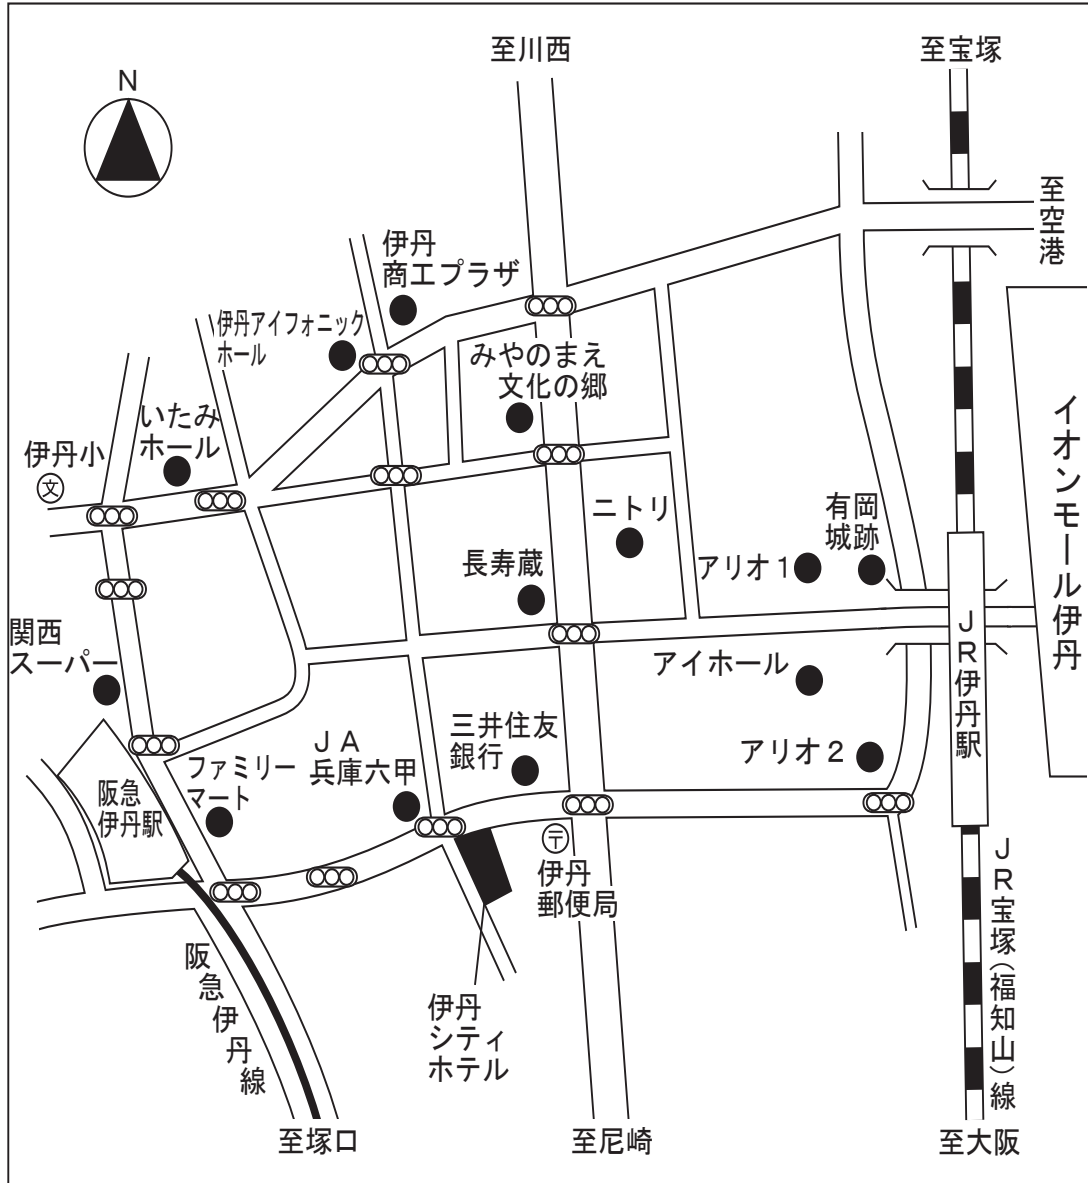 至川西
至宝塚
N
至空港
伊丹
商工プラザ
伊丹アイフォニック
ホール
みやのまえ
文化の郷
いたみ
ホール
伊丹小
文
イオンモール伊丹
ニトリ
有岡
城跡
長寿蔵
アリオ1
関西
スーパー
JR伊丹駅
アイホール
三井住友
銀行
JA
兵庫六甲
アリオ2
ファミリー
マート
阪急
伊丹駅
〒
伊丹
郵便局
JR宝塚(福知山)線
阪急伊丹線
伊丹
シティ
ホテル
至塚口
至尼崎
至大阪